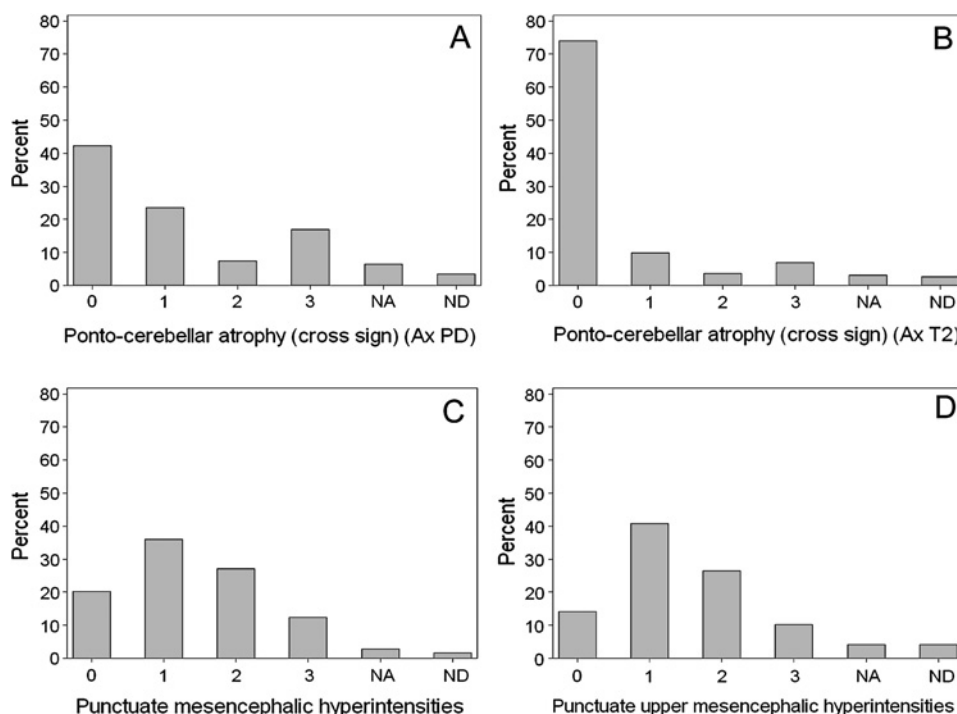 A
80
70
60
50
40
30
20
10
0
Percent
0 1 2 3 NA ND
Ponto-cerebellar atrophy (cross sign) (Ax PD)
B
80
70
60
50
40
30
20
10
0
Percent
0 1 2 3 NA ND
Ponto-cerebellar atrophy (cross sign) (Ax T2)
C
80
70
60
50
40
30
20
10
0
Percent
0 1 2 3 NA ND
Punctuate mesencephalic hyperintensities
D
80
70
60
50
40
30
20
10
0
Percent
0 1 2 3 NA ND
Punctuate upper mesencephalic hyperintensities